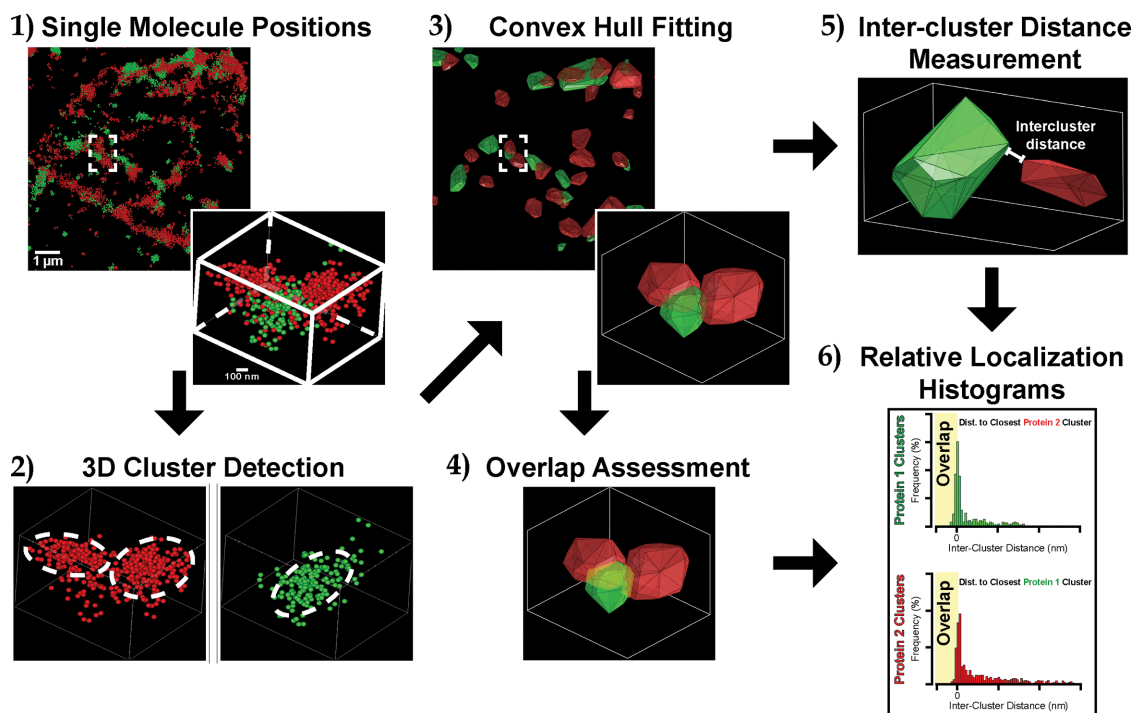 1) Single Molecule Positions
1 µm
100 nm
2) 3D Cluster Detection
3) Convex Hull Fitting
4) Overlap Assessment
5) Inter-cluster Distance
Measurement
Intercluster
distance
6) Relative Localization
Histograms
Protein 1 Clusters
Frequency (%)
Overlap
Dist. to Closest Protein 2 Cluster
0
Inter-Cluster Distance (nm)
Protein 2 Clusters
Frequency (%)
Overlap
Dist. to Closest Protein 1 Cluster
0
Inter-Cluster Distance (nm)